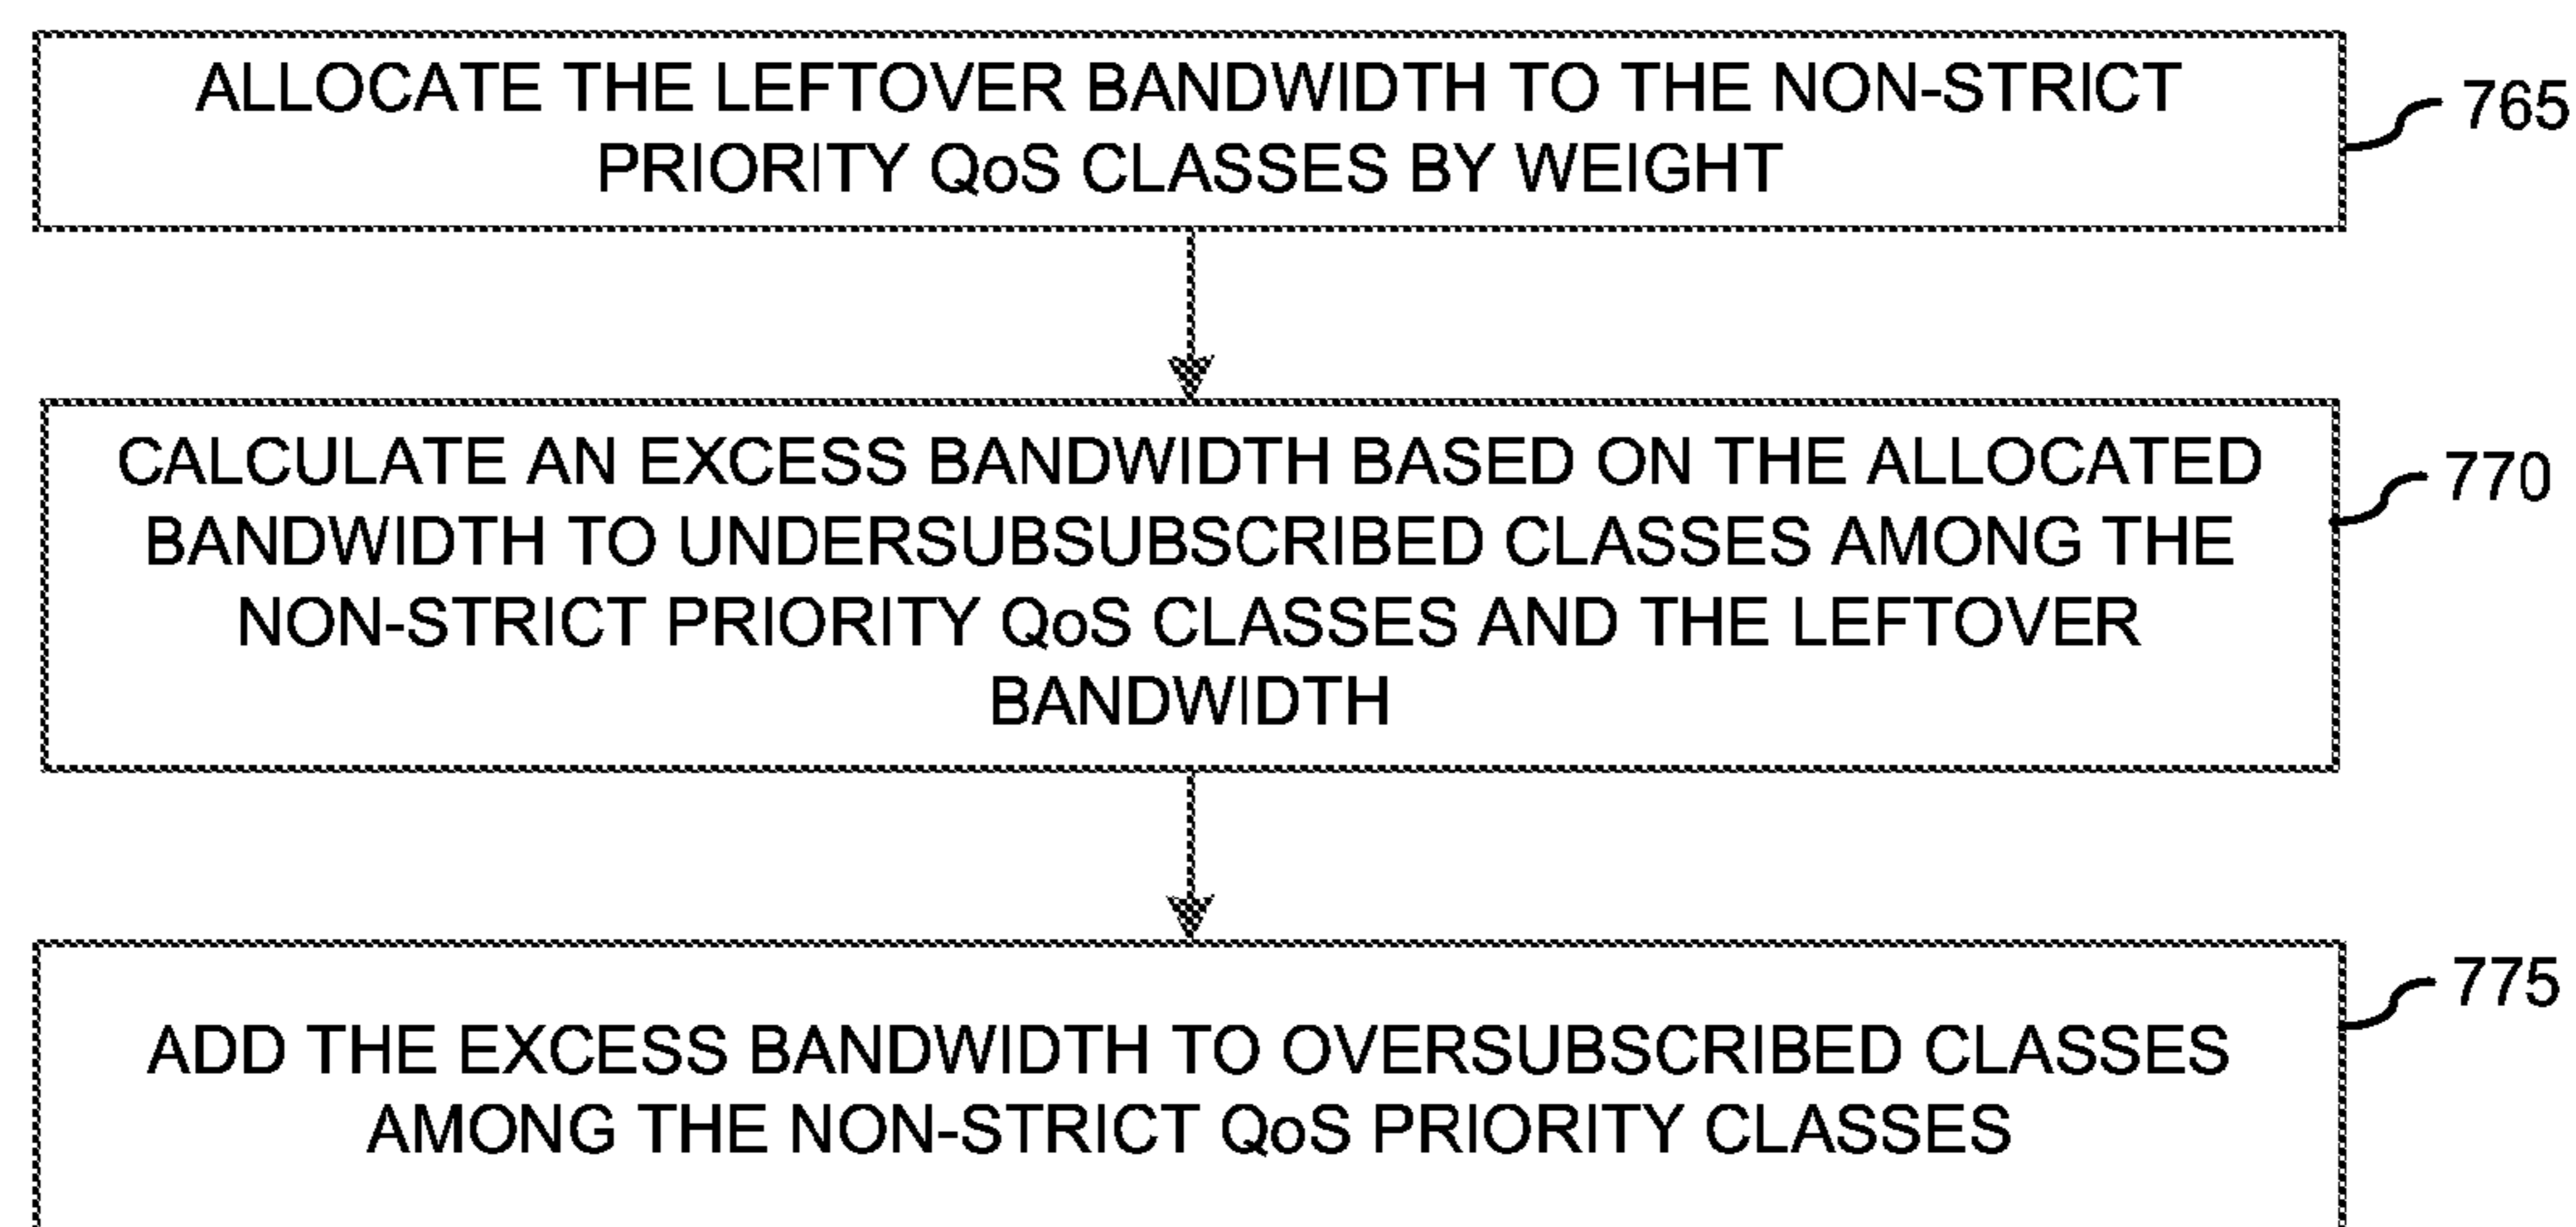 ALLOCATE THE LEFTOVER BANDWIDTH TO THE NON-STRICT
PRIORITY QoS CLASSES BY WEIGHT
765
CALCULATE AN EXCESS BANDWIDTH BASED ON THE ALLOCATED
BANDWIDTH TO UNDERSUBSUBSCRIBED CLASSES AMONG THE
NON-STRICT PRIORITY QoS CLASSES AND THE LEFTOVER
BANDWIDTH
770
ADD THE EXCESS BANDWIDTH TO OVERSUBSCRIBED CLASSES
AMONG THE NON-STRICT QoS PRIORITY CLASSES
775